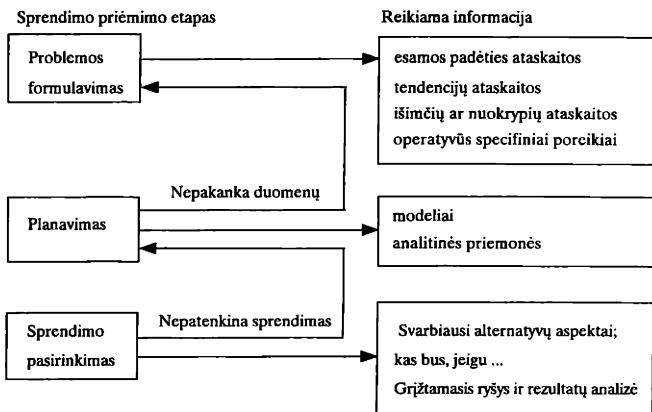 Sprendimo priėmimo etapas
Reikiama informacija
Problemos
formulavimas
esamos padėties ataskaitos
tendencijų ataskaitos
išimčių ar nuokrypių ataskaitos
operatyvūs specifiniai poreikiai
Nepakanka duomenų
Planavimas
modeliai
analitinės priemonės
Nepatenkina sprendimas
Sprendimo
pasirinkimas
Svarbiausi alternatyvų aspektai;
kas bus, jeigu ...
Grįžtamasis ryšys ir rezultatų analizė